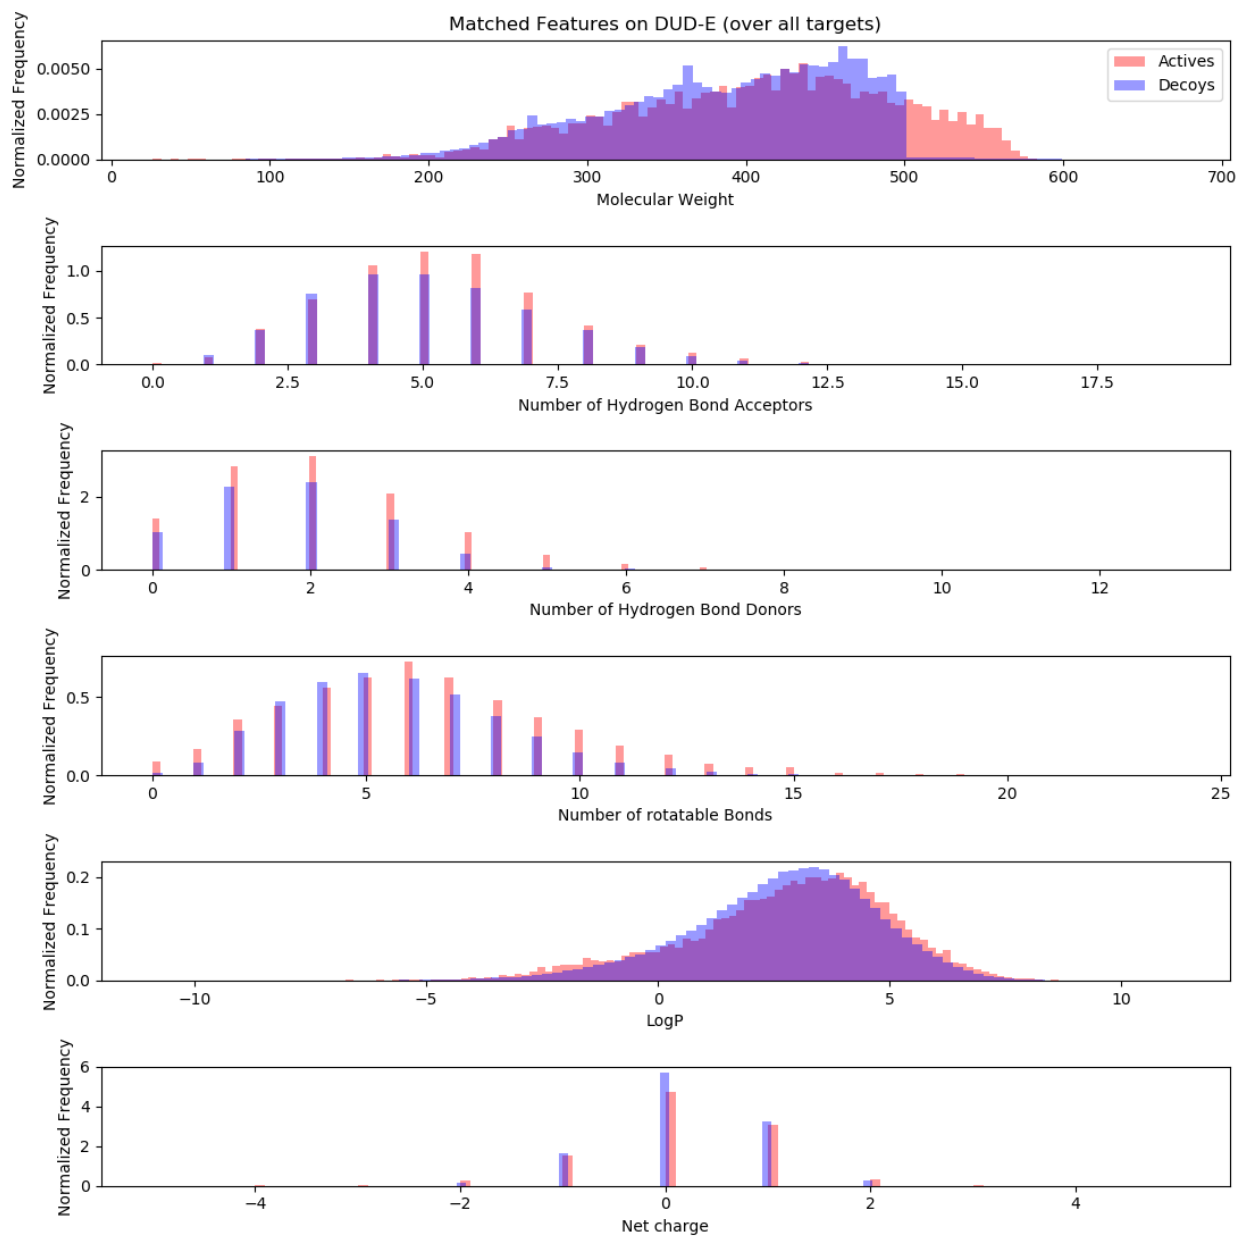 Matched Features on DUD-E (over all targets)
Normalized Frequency
0.0050
0.0025
0.0000
Actives
Decoys
0 100 200 300 400 500 600 700
Molecular Weight
Normalized Frequency
1.0
0.5
0.0
0.0 2.5 5.0 7.5 10.0 12.5 15.0 17.5
Number of Hydrogen Bond Acceptors
Normalized Frequency
2
0
0 2 4 6 8 10 12
Number of Hydrogen Bond Donors
Normalized Frequency
0.5
0.0
0 5 10 15 20 25
Number of rotatable Bonds
Normalized Frequency
0.2
0.1
0.0
−10 −5 0 5 10
LogP
Normalized Frequency
6
4
2
0
−4 −2 0 2 4
Net charge